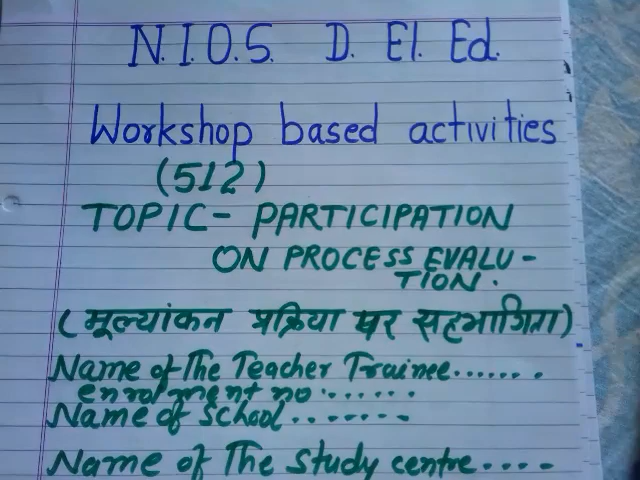 N.I.O.S. D. El. Ed.
Workshop based activities
(512)
TOPIC- PARTICIPATION
ON PROCESS EVALU-
TION.
(मूल्यांकन प्रक्रिया पर सहभागिता)
Name of The Teacher Trainee.......
enrolment no.......
Name of School........
Name of The Study centre....